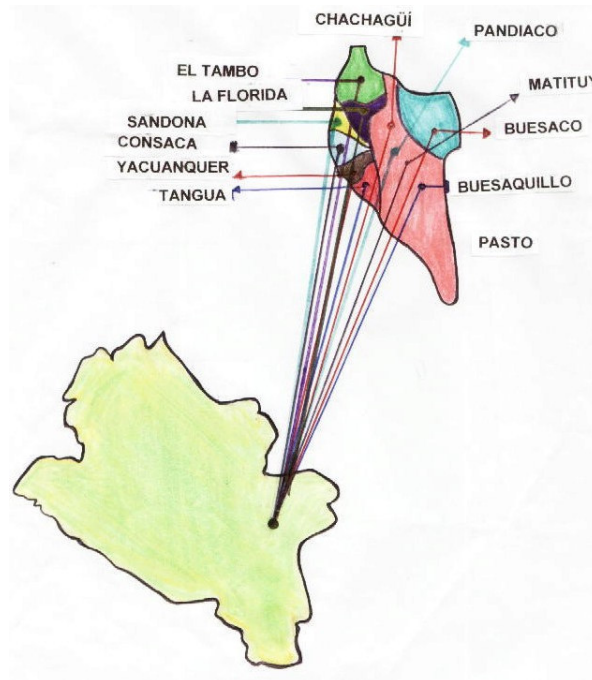 CHACHAGÜÍ
PANDIACO
EL TAMBO
MATITUY
LA FLORIDA
SANDONA
BUESACO
CONSACA
YACUANQUER
BUESAQUILLO
TANGUA
PASTO